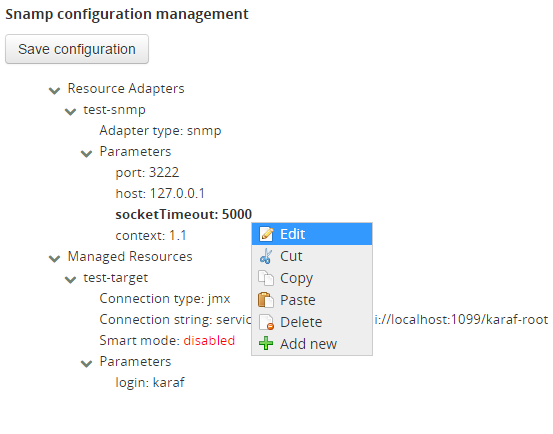 Snamp configuration management
Save configuration
Resource Adapters
test-snmp
Adapter type: snmp
Parameters
port: 3222
host: 127.0.0.1
socketTimeout: 5000
context: 1.1
Edit
Cut
Copy
Paste
Delete
Add new
Managed Resources
test-target
Connection type: jmx
Connection string: servic i://localhost:1099/karaf-root
Smart mode: disabled
Parameters
login: karaf